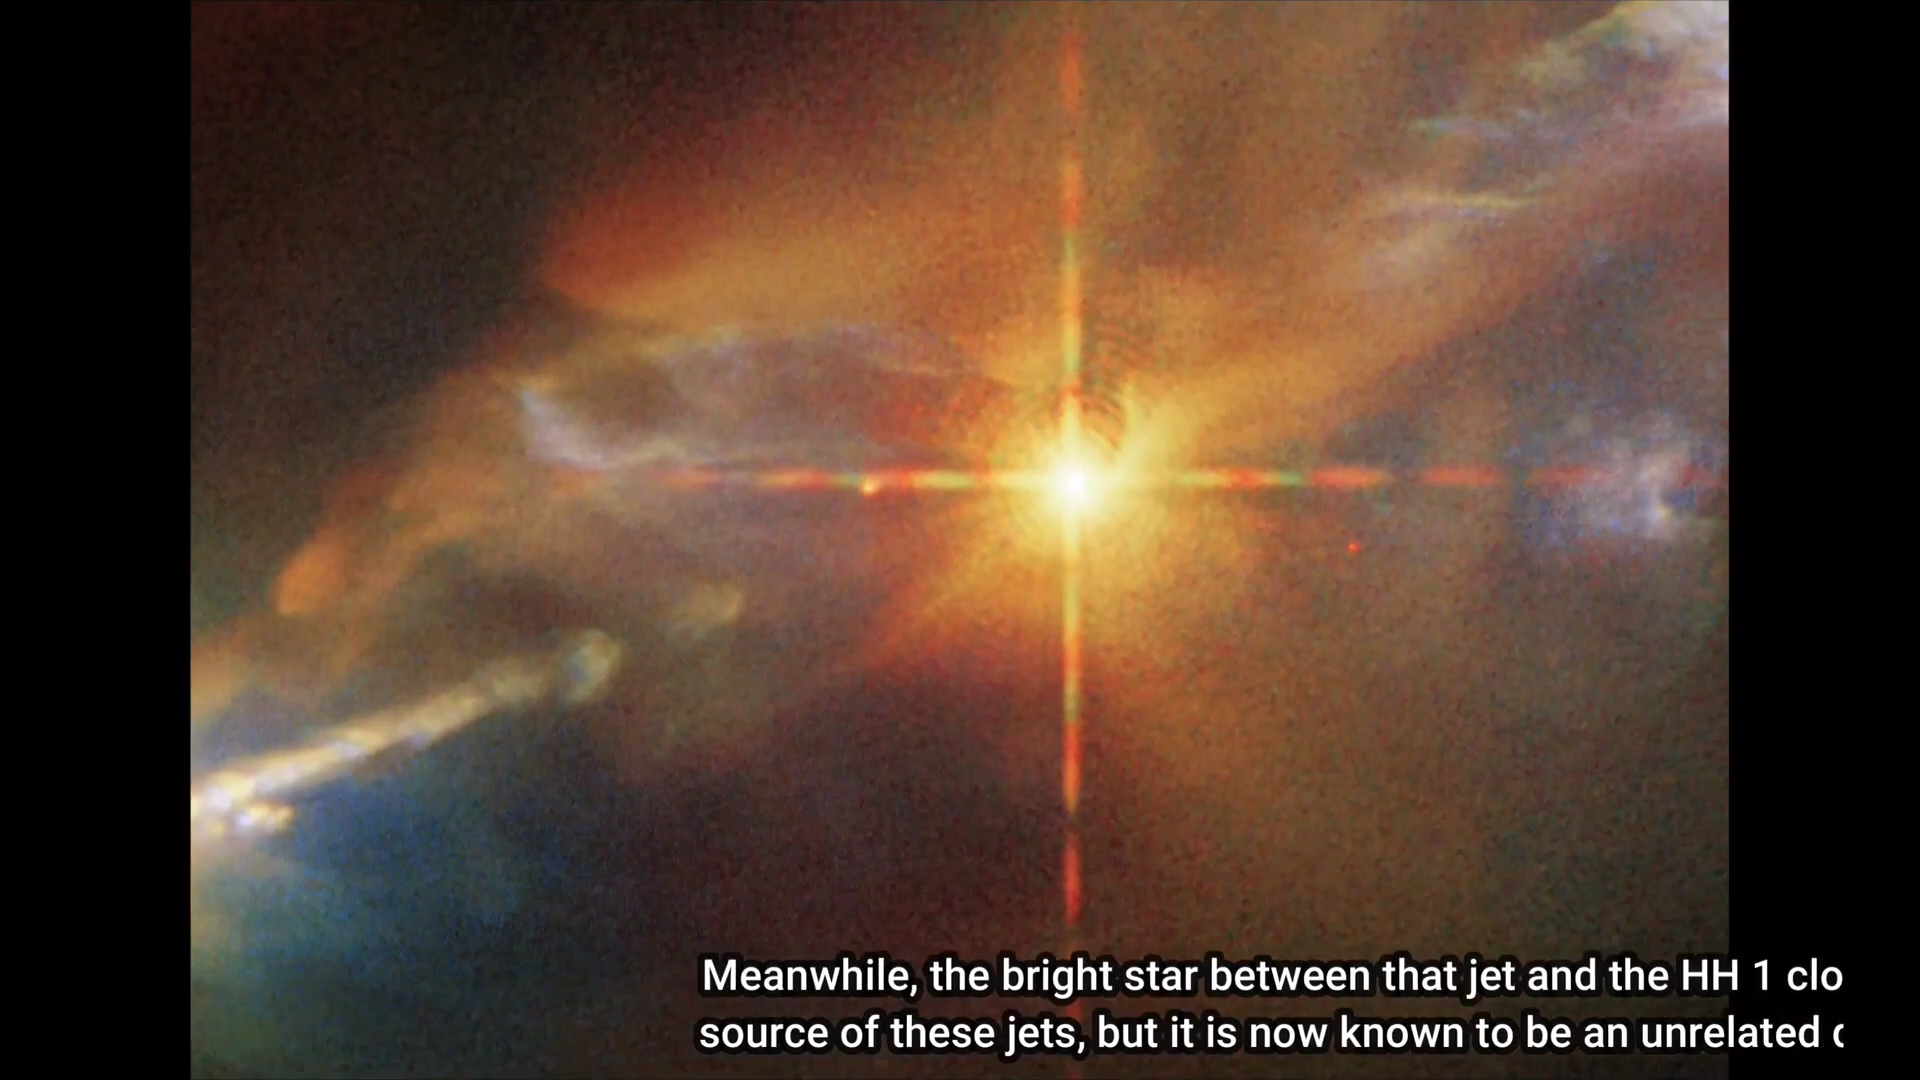 Meanwhile, the bright star between that jet and the HH 1
source of these jets, but it is now known to be an unrelated